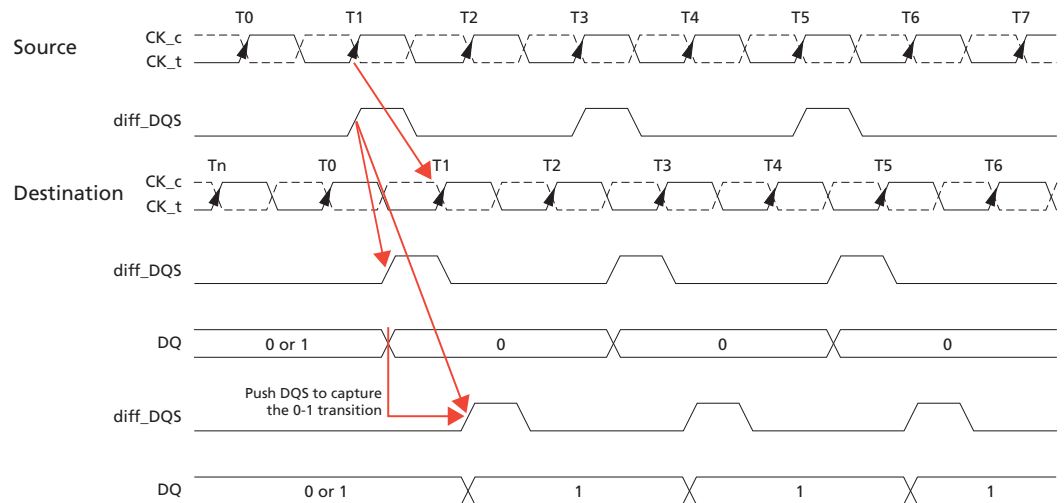 T0 T1 T2 T3 T4 T5 T6 T7
Source
CK_c
CK_t
diff_DQS
Tn T0 T1 T2 T3 T4 T5 T6
Destination
CK_c
CK_t
diff_DQS
DQ
0 or 1 0 0 0
Push DQS to capture
the 0-1 transition
diff_DQS
DQ
0 or 1 1 1 1